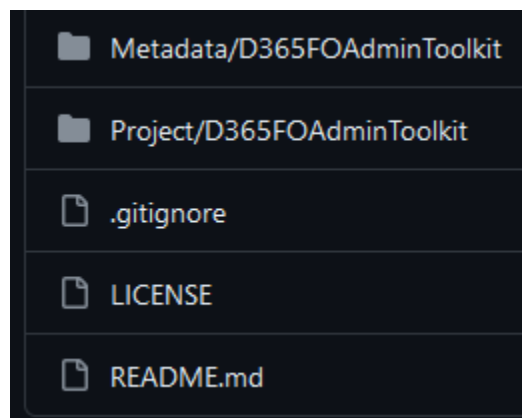 Metadata/D365FOAdminToolkit
Project/D365FOAdminToolkit
.gitignore
LICENSE
README.md